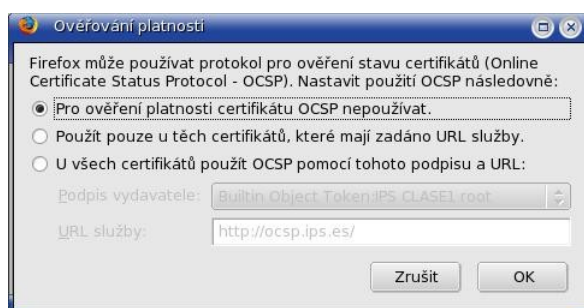 Ověřování platnosti
Firefox může používat protokol pro ověření stavu certifikátů (Online
Certificate Status Protocol - OCSP). Nastavit použití OCSP následovně:
Pro ověření platnosti certifikátu OCSP nepoužívat.
Použít pouze u těch certifikátů, které mají zadáno URL služby.
U všech certifikátů použít OCSP pomocí tohoto podpisu a URL:
Podpis vydavatele: Builtin Object Token:IPS CLASE1 root
URL služby: http://ocsp.ips.es/
Zrušit OK